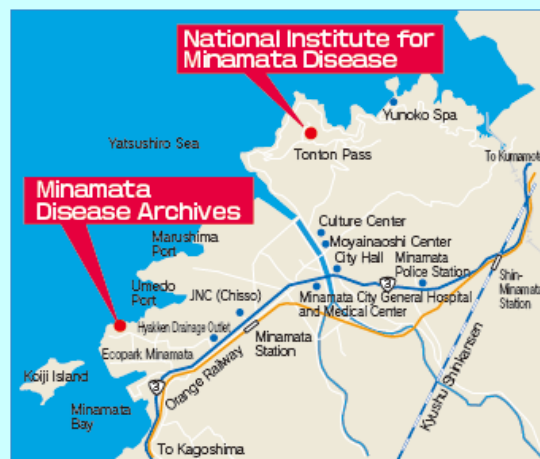 National Institute for
Minamata Disease
Yunoko Spa
Yatsushiro Sea
Tonton Pass
To Kumamoto
Minamata
Disease Archives
Culture Center
Marushima
Port
Moyainaoshi Center
City Hall
Minamata
Police Station
Umedo
Port
JNC (Chisso)
3
Shin-
Minamata
Station
Minamata City General Hospital
and Medical Center
Hyakken Drainage Outlet
Minamata
Station
Ecopark Minamata
Koiji Island
3
Orange Railway
Kyushu Shinkansen
Minamata
Bay
To Kagoshima